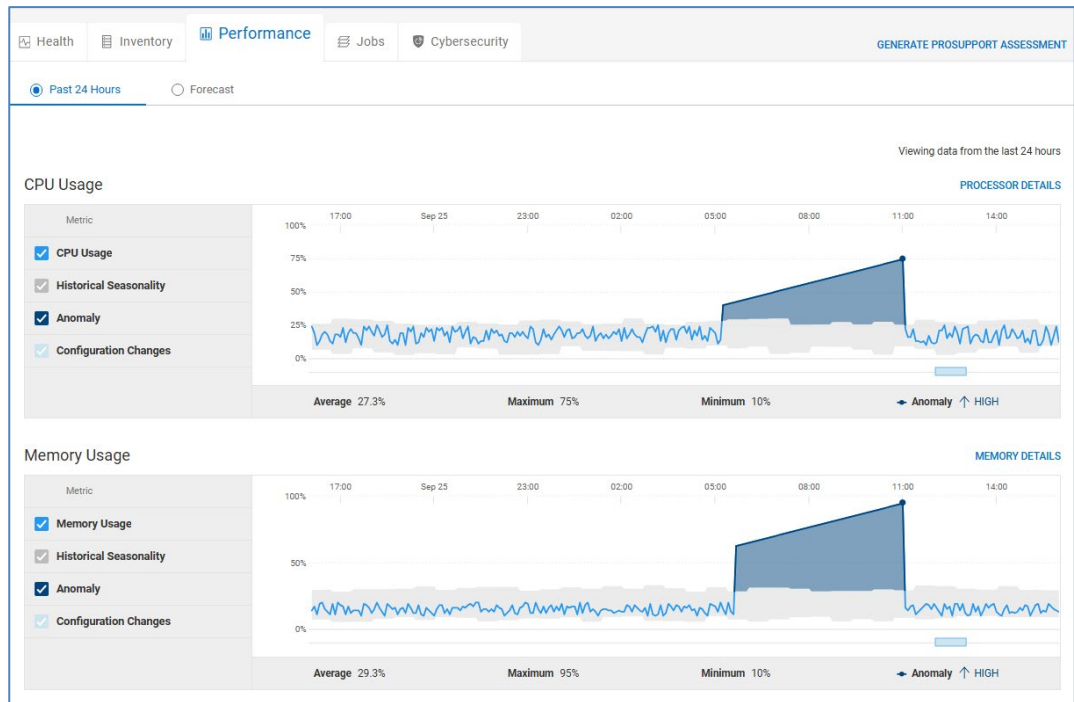 Health Inventory Performance Jobs Cybersecurity
GENERATE PROSUPPORT ASSESSMENT
Past 24 Hours Forecast
Viewing data from the last 24 hours
CPU Usage
PROCESSOR DETAILS
Metric
CPU Usage
Historical Seasonality
Anomaly
Configuration Changes
17:00 Sep 25 23:00 02:00 05:00 08:00 11:00 14:00
100%
75%
50%
25%
0%
Average 27.3% Maximum 75% Minimum 10% Anomaly ↑ HIGH
Memory Usage
MEMORY DETAILS
Metric
Memory Usage
Historical Seasonality
Anomaly
Configuration Changes
17:00 Sep 25 23:00 02:00 05:00 08:00 11:00 14:00
100%
50%
0%
Average 29.3% Maximum 95% Minimum 10% Anomaly ↑ HIGH